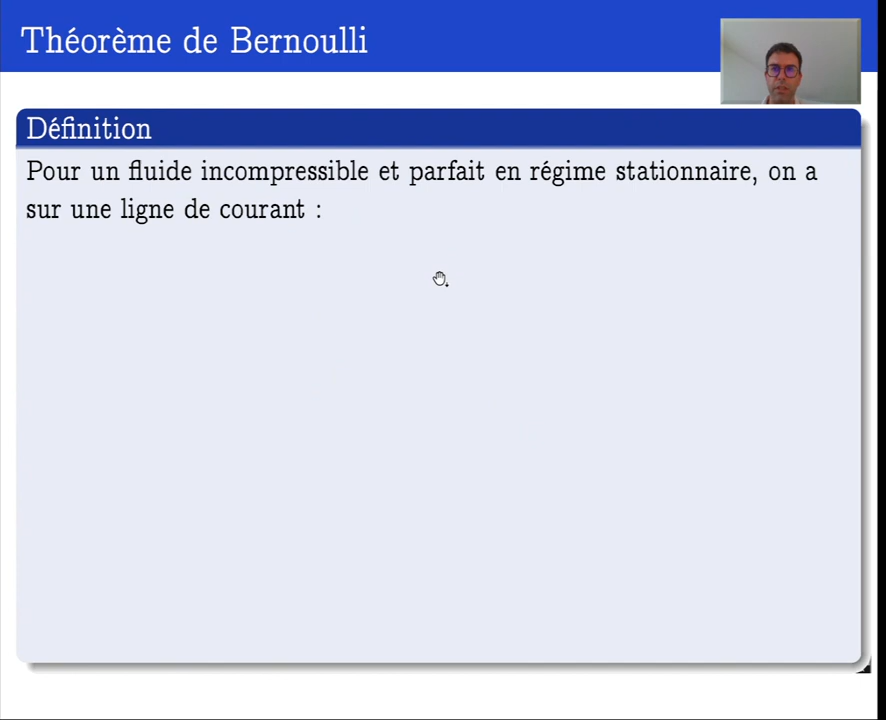 Théorème de Bernoulli
Définition
Pour un fluide incompressible et parfait en régime stationnaire, on a
sur une ligne de courant :